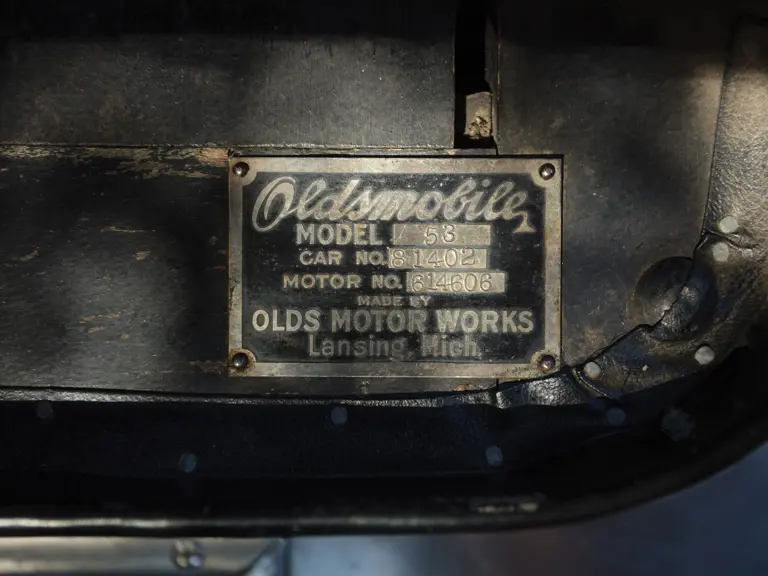 Oldsmobile
MODEL 53
CAR NO. 81402
MOTOR NO. 614606
MADE BY
OLDS MOTOR WORKS
Lansing, Mich.